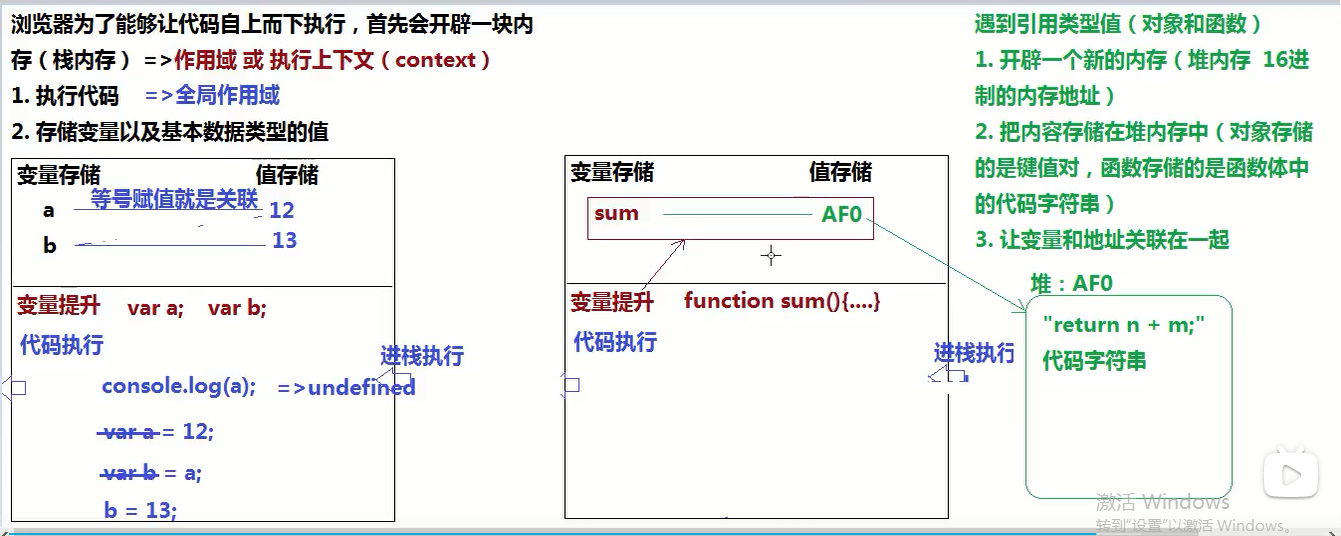 浏览器为了能够让代码自上而下执行，首先会开辟一块内
存（栈内存） =>作用域 或 执行上下文（context）
1. 执行代码 =>全局作用域
2. 存储变量以及基本数据类型的值
变量存储 值存储
等号赋值就是关联
a 12
b 13
变量提升 var a; var b;
代码执行
进栈执行
console.log(a); =>undefined
var a = 12;
var b = a;
b = 13;
变量存储 值存储
sum AF0
变量提升 function sum(){....}
代码执行
进栈执行
遇到引用类型值（对象和函数）
1. 开辟一个新的内存（堆内存 16进
制的内存地址）
2. 把内容存储在堆内存中（对象存储
的是键值对，函数存储的是函数体中
的代码字符串）
3. 让变量和地址关联在一起
堆：AF0
"return n + m;"
代码字符串
激活 Windows
转到“设置”以激活 Windows。